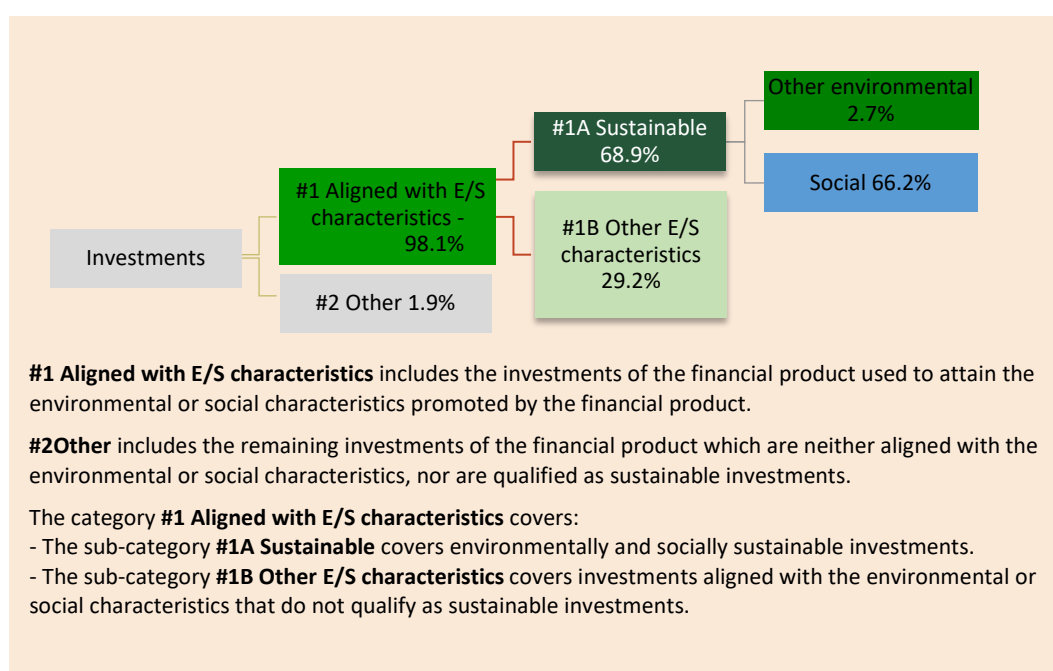 Investments
#1 Aligned with E/S
characteristics -
98.1%
#2 Other 1.9%
#1A Sustainable
68.9%
#1B Other E/S
characteristics
29.2%
Other environmental
2.7%
Social 66.2%
#1 Aligned with E/S characteristics includes the investments of the financial product used to attain the
environmental or social characteristics promoted by the financial product.
#2Other includes the remaining investments of the financial product which are neither aligned with the
environmental or social characteristics, nor are qualified as sustainable investments.
The category #1 Aligned with E/S characteristics covers:
- The sub-category #1A Sustainable covers environmentally and socially sustainable investments.
- The sub-category #1B Other E/S characteristics covers investments aligned with the environmental or
social characteristics that do not qualify as sustainable investments.